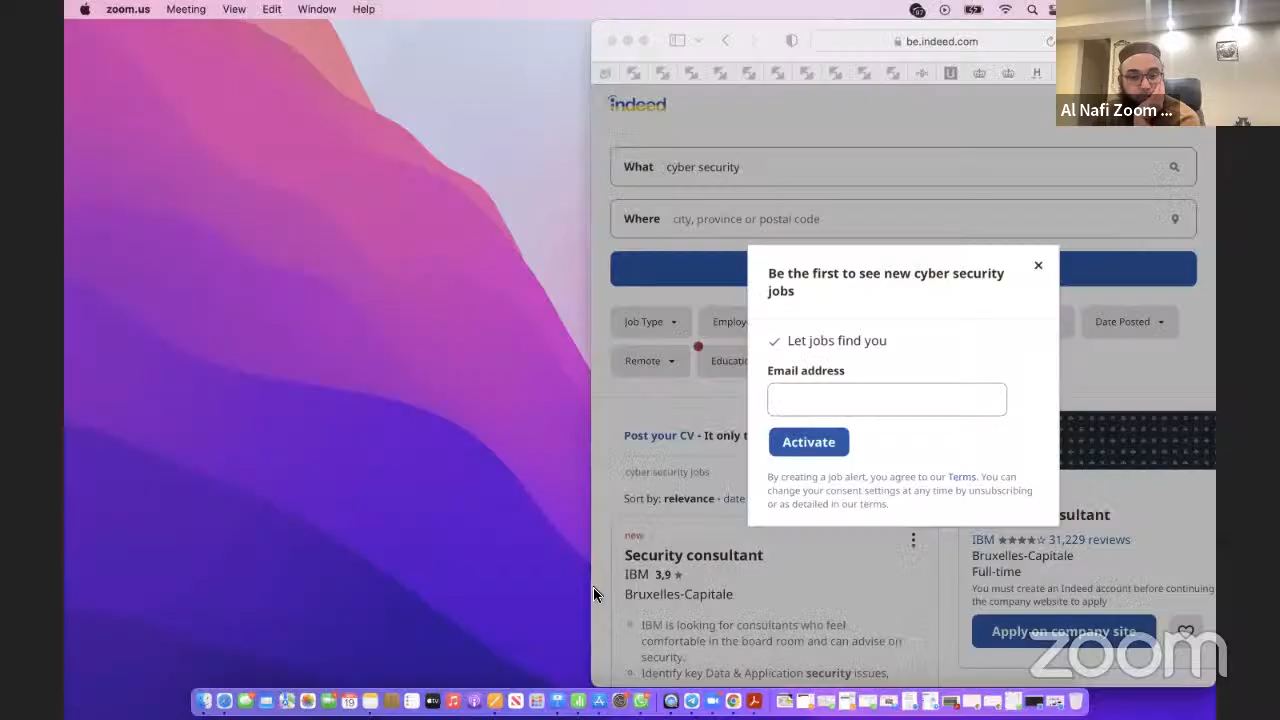 zoom.us Meeting View Edit Window Help
be.indeed.com
H
Al Nafi Zoom ...
indeed
What cyber security
Where city, province or postal code
Be the first to see new cyber security
jobs
Let jobs find you
Email address
Activate
By creating a job alert, you agree to our Terms. You can
change your consent settings at any time by unsubscribing
or as detailed in our terms.
Job Type
Date Posted
Remote
Post your CV - It only t
cyber security jobs
Sort by: relevance - date
new
Security consultant
IBM 3,9 ★
Bruxelles-Capitale
IBM is looking for consultants who feel
comfortable in the board room and can advise on
security.
Identify key Data & Application security issues,
sultant
IBM ★★★★☆ 31,229 reviews
Bruxelles-Capitale
Full-time
You must create an Indeed account before continuing
the company website to apply
Apply on company site
zoom